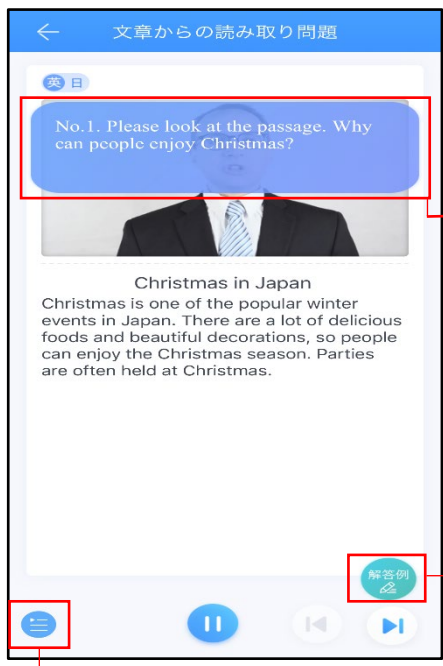 文章からの読み取り問題
英 日
No.1. Please look at the passage. Why
can people enjoy Christmas?
Christmas in Japan
Christmas is one of the popular winter
events in Japan. There are a lot of delicious
foods and beautiful decorations, so people
can enjoy the Christmas season. Parties
are often held at Christmas.
解答例